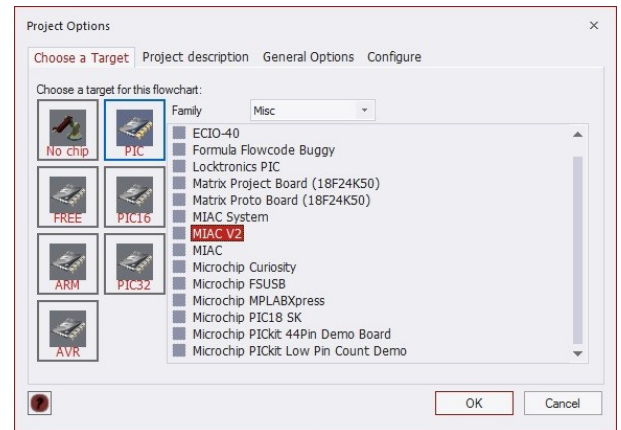 Project Options
Choose a Target Project description General Options Configure
Choose a target for this flowchart:
No chip
PIC
FREE
PIC16
ARM
PIC32
AVR
Family Misc
ECIO-40
Formula Flowcode Buggy
Locktronics PIC
Matrix Project Board (18F24K50)
Matrix Proto Board (18F24K50)
MIAC System
MIAC V2
MIAC
Microchip Curiosity
Microchip FSUSB
Microchip MPLABXpress
Microchip PIC18 SK
Microchip PICkit 44Pin Demo Board
Microchip PICkit Low Pin Count Demo
?
OK Cancel